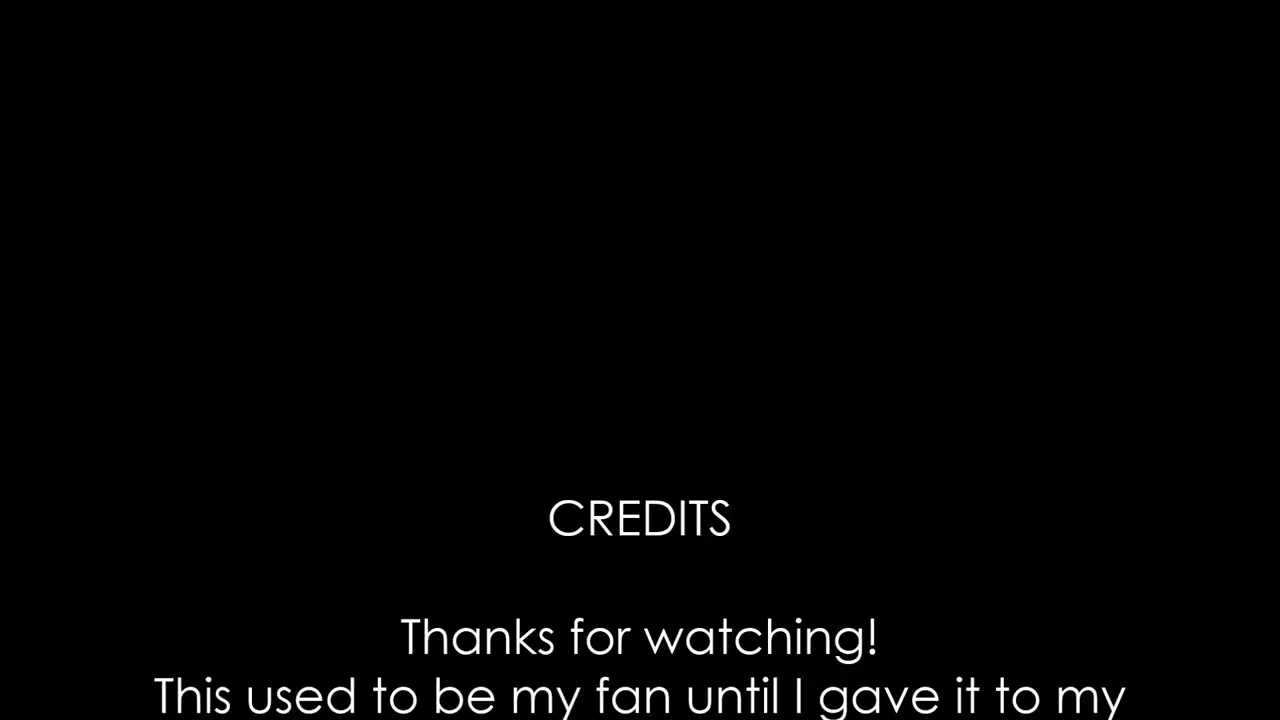 CREDITS
Thanks for watching!
This used to be my fan until I gave it to my